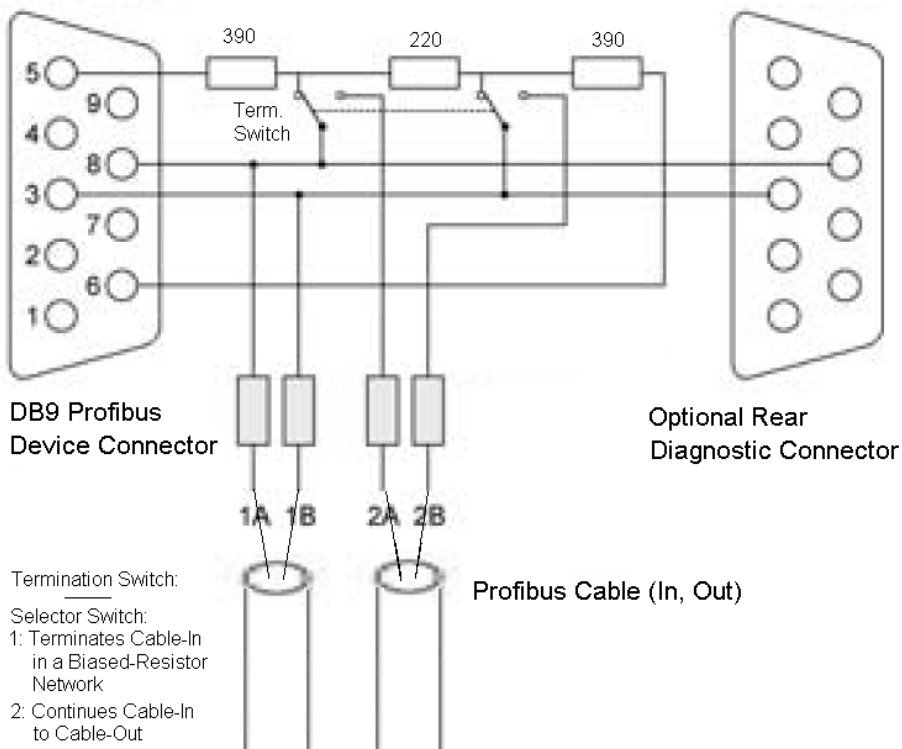 390
220
390
5
9
4
8
3
7
2
6
1
Term.
Switch
DB9 Profibus
Device Connector
Optional Rear
Diagnostic Connector
1A 1B
2A 2B
Termination Switch:
Selector Switch:
1: Terminates Cable-In
in a Biased-Resistor
Network
2: Continues Cable-In
to Cable-Out
Profibus Cable (In, Out)